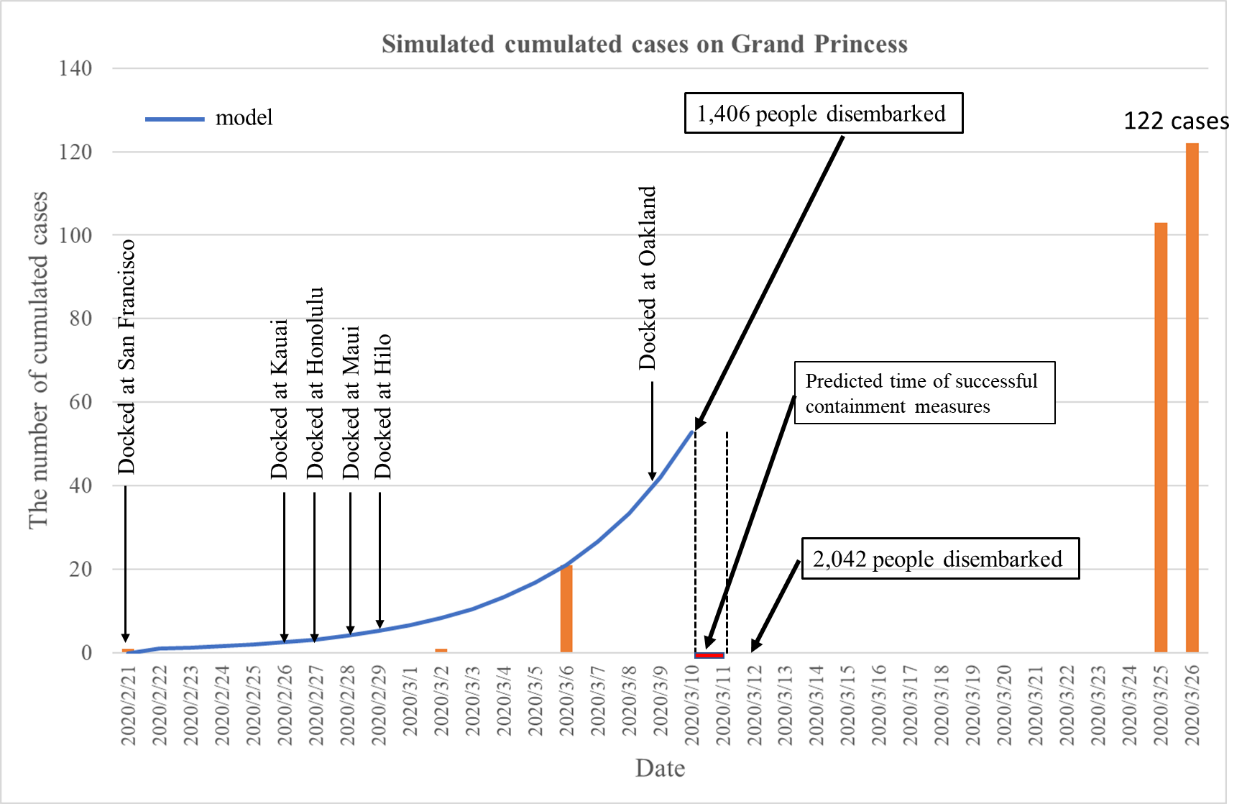 Simulated cumulated cases on Grand Princess
The number of cumulated cases
140
120
100
80
60
40
20
0
model
Docked at San Francisco
Docked at Kauai
Docked at Honolulu
Docked at Maui
Docked at Hilo
Docked at Oakland
1,406 people disembarked
122 cases
Predicted time of successful
containment measures
2,042 people disembarked
2020/2/21
2020/2/22
2020/2/23
2020/2/24
2020/2/25
2020/2/26
2020/2/27
2020/2/28
2020/2/29
2020/3/1
2020/3/2
2020/3/3
2020/3/4
2020/3/5
2020/3/6
2020/3/7
2020/3/8
2020/3/9
2020/3/10
2020/3/11
2020/3/12
2020/3/13
2020/3/14
2020/3/15
2020/3/16
2020/3/17
2020/3/18
2020/3/19
2020/3/20
2020/3/21
2020/3/22
2020/3/23
2020/3/24
2020/3/25
2020/3/26
Date